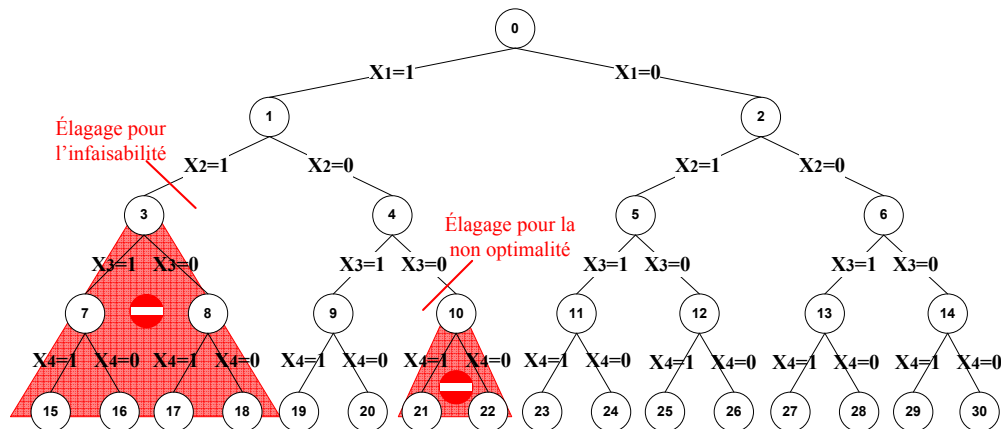 0
X1=1
X1=0
1
2
Élagage pour
l'infaisabilité
X2=1
X2=0
X2=1
X2=0
3
4
5
6
Élagage pour la
non optimalité
X3=1
X3=0
X3=1
X3=0
X3=1
X3=0
X3=1
X3=0
7
8
9
10
11
12
13
14
X4=1
X4=0
X4=1
X4=0
X4=1
X4=0
X4=1
X4=0
X4=1
X4=0
X4=1
X4=0
X4=1
X4=0
X4=1
X4=0
15
16
17
18
19
20
21
22
23
24
25
26
27
28
29
30